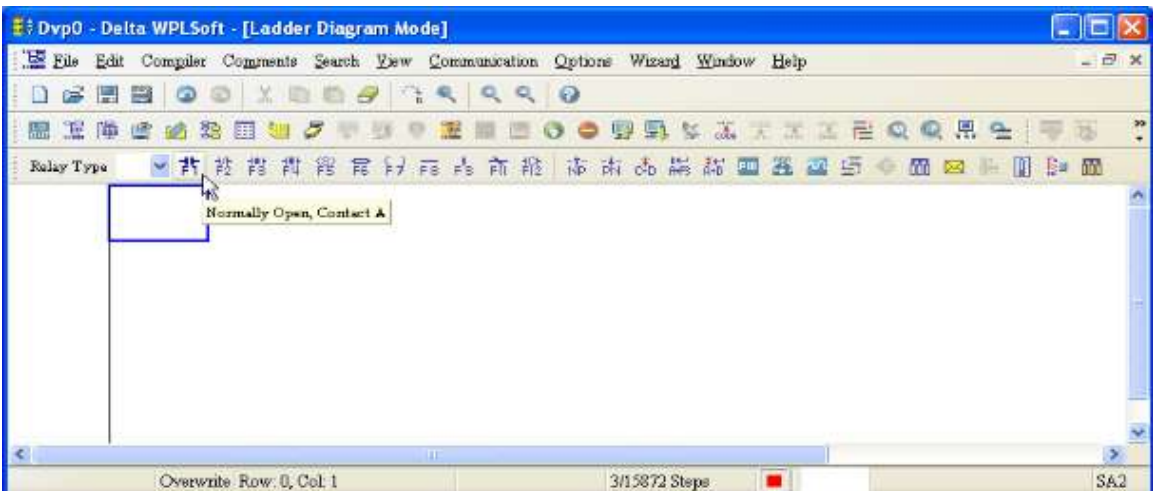 Dvp0 - Delta WPLSoft - [Ladder Diagram Mode]
File Edit Compiler Comments Search View Communication Options Wizard Window Help
Relay Type
Normally Open, Contact A
Overwrite Row: 0, Col: 1 3/15872 Steps SA2